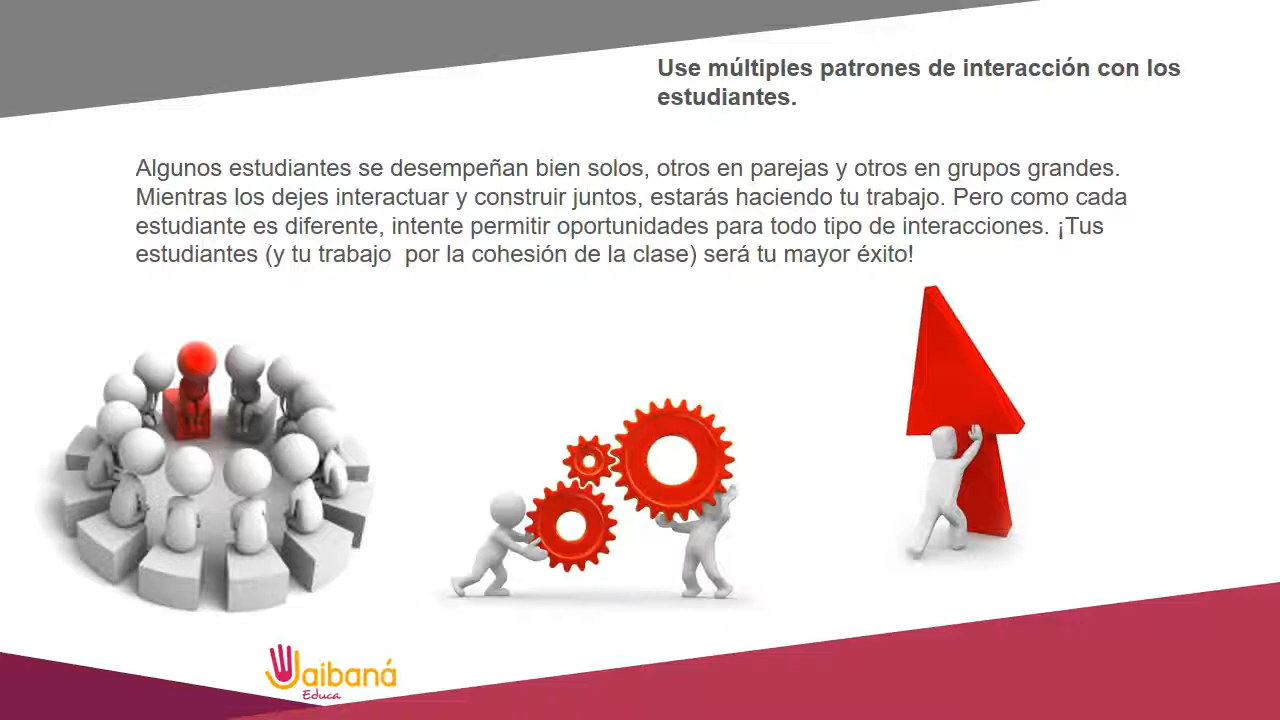 Use múltiples patrones de interacción con los
estudiantes.
Algunos estudiantes se desempeñan bien solos, otros en parejas y otros en grupos grandes.
Mientras los dejes interactuar y construir juntos, estarás haciendo tu trabajo. Pero como cada
estudiante es diferente, intente permitir oportunidades para todo tipo de interacciones. ¡Tus
estudiantes (y tu trabajo  por la cohesión de la clase) será tu mayor éxito!
Jaibaná
Educa